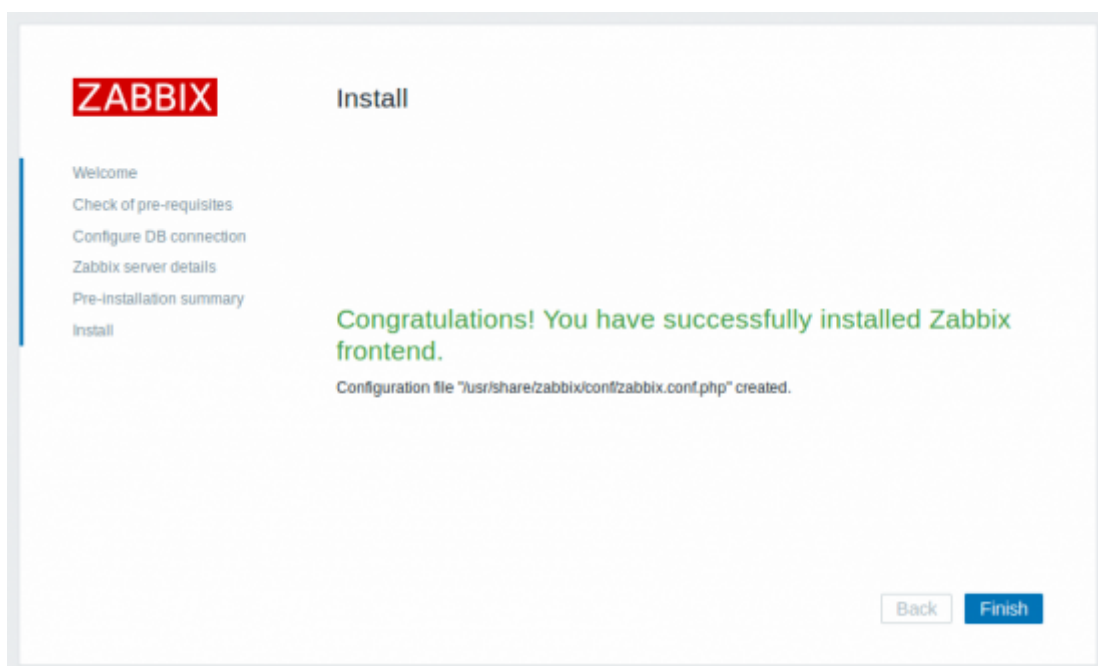 ZABBIX
Install
Welcome
Check of pre-requisites
Configure DB connection
Zabbix server details
Pre-installation summary
Install
Congratulations! You have successfully installed Zabbix
frontend.
Configuration file "/usr/share/zabbix/conf/zabbix.conf.php" created.
Back
Finish